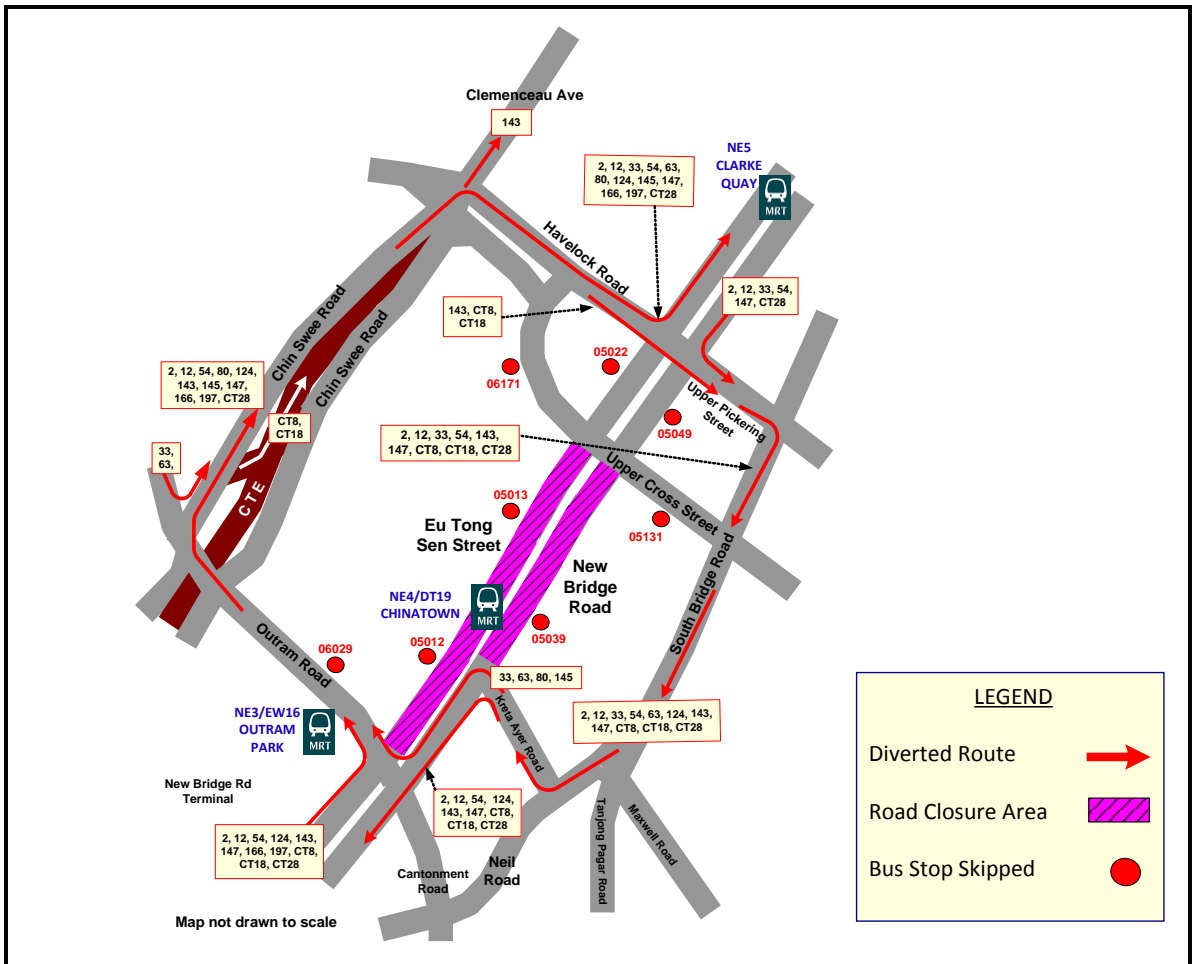 Clemenceau Ave
143
NE5
CLARKE
QUAY
MRT
2, 12, 33, 54, 63,
80, 124, 145, 147,
166, 197, CT28
Havelock Road
2, 12, 33, 54,
147, CT28
143, CT8,
CT18
Chin Swee Road
Chin Swee Road
06171
05022
05049
Upper Pickering
Street
2, 12, 54, 80, 124,
143, 145, 147,
166, 197, CT28
CT8,
CT18
33,
63,
CTE
2, 12, 33, 54, 143,
147, CT8, CT18, CT28
Upper Cross Street
05013
05131
Eu Tong
Sen Street
New
Bridge
Road
South Bridge Road
NE4/DT19
CHINATOWN
MRT
05039
05012
06029
Outram Road
33, 63, 80, 145
Kreta Ayer Road
2, 12, 33, 54, 63, 124, 143,
147, CT8, CT18, CT28
NE3/EW16
OUTRAM
PARK
MRT
New Bridge Rd
Terminal
2, 12, 54, 124,
143, 147, CT8,
CT18, CT28
2, 12, 54, 124, 143,
147, 166, 197, CT8,
CT18, CT28
Cantonment
Road
Neil
Road
Tanjong Pagar Road
Maxwell Road
Map not drawn to scale
LEGEND
Diverted Route
Road Closure Area
Bus Stop Skipped